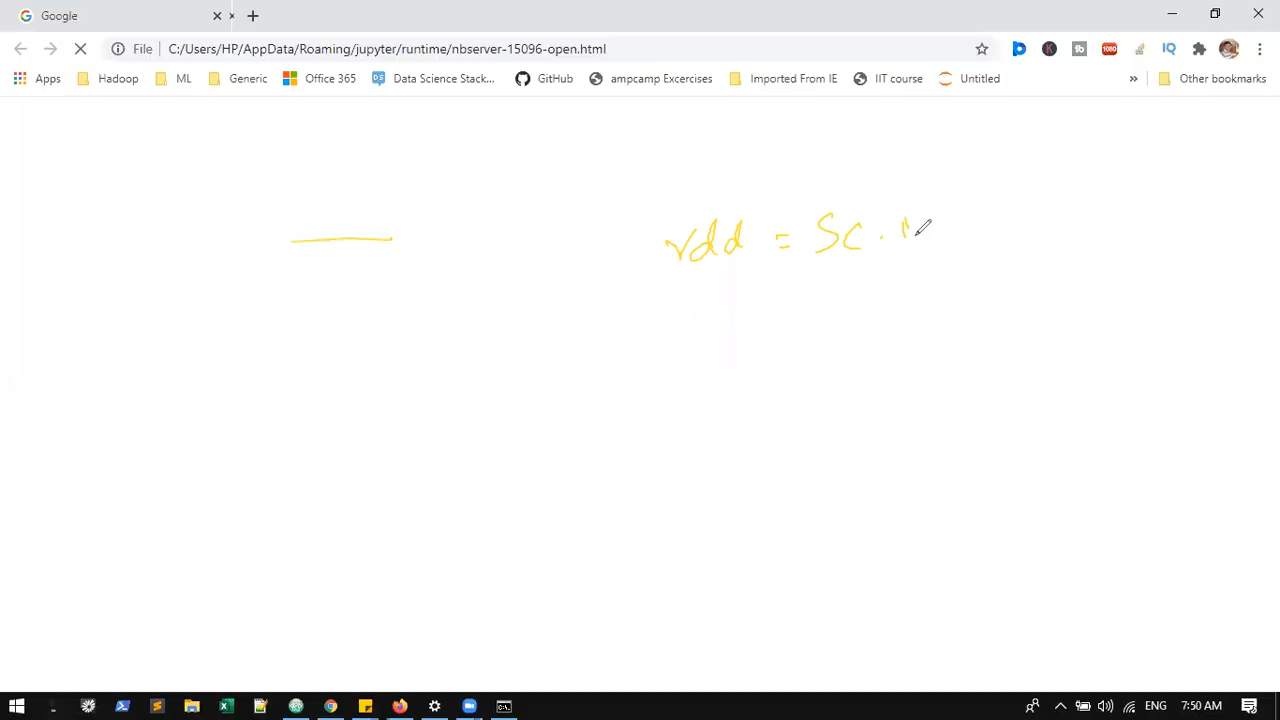 Google
File C:/Users/HP/AppData/Roaming/jupyter/runtime/nbserver-15096-open.html
Apps Hadoop ML Generic Office 365 Data Science Stack... GitHub ampcamp Excercises Imported From IE IIT course Untitled » Other bookmarks
rdd = Sc .
ENG 7:50 AM